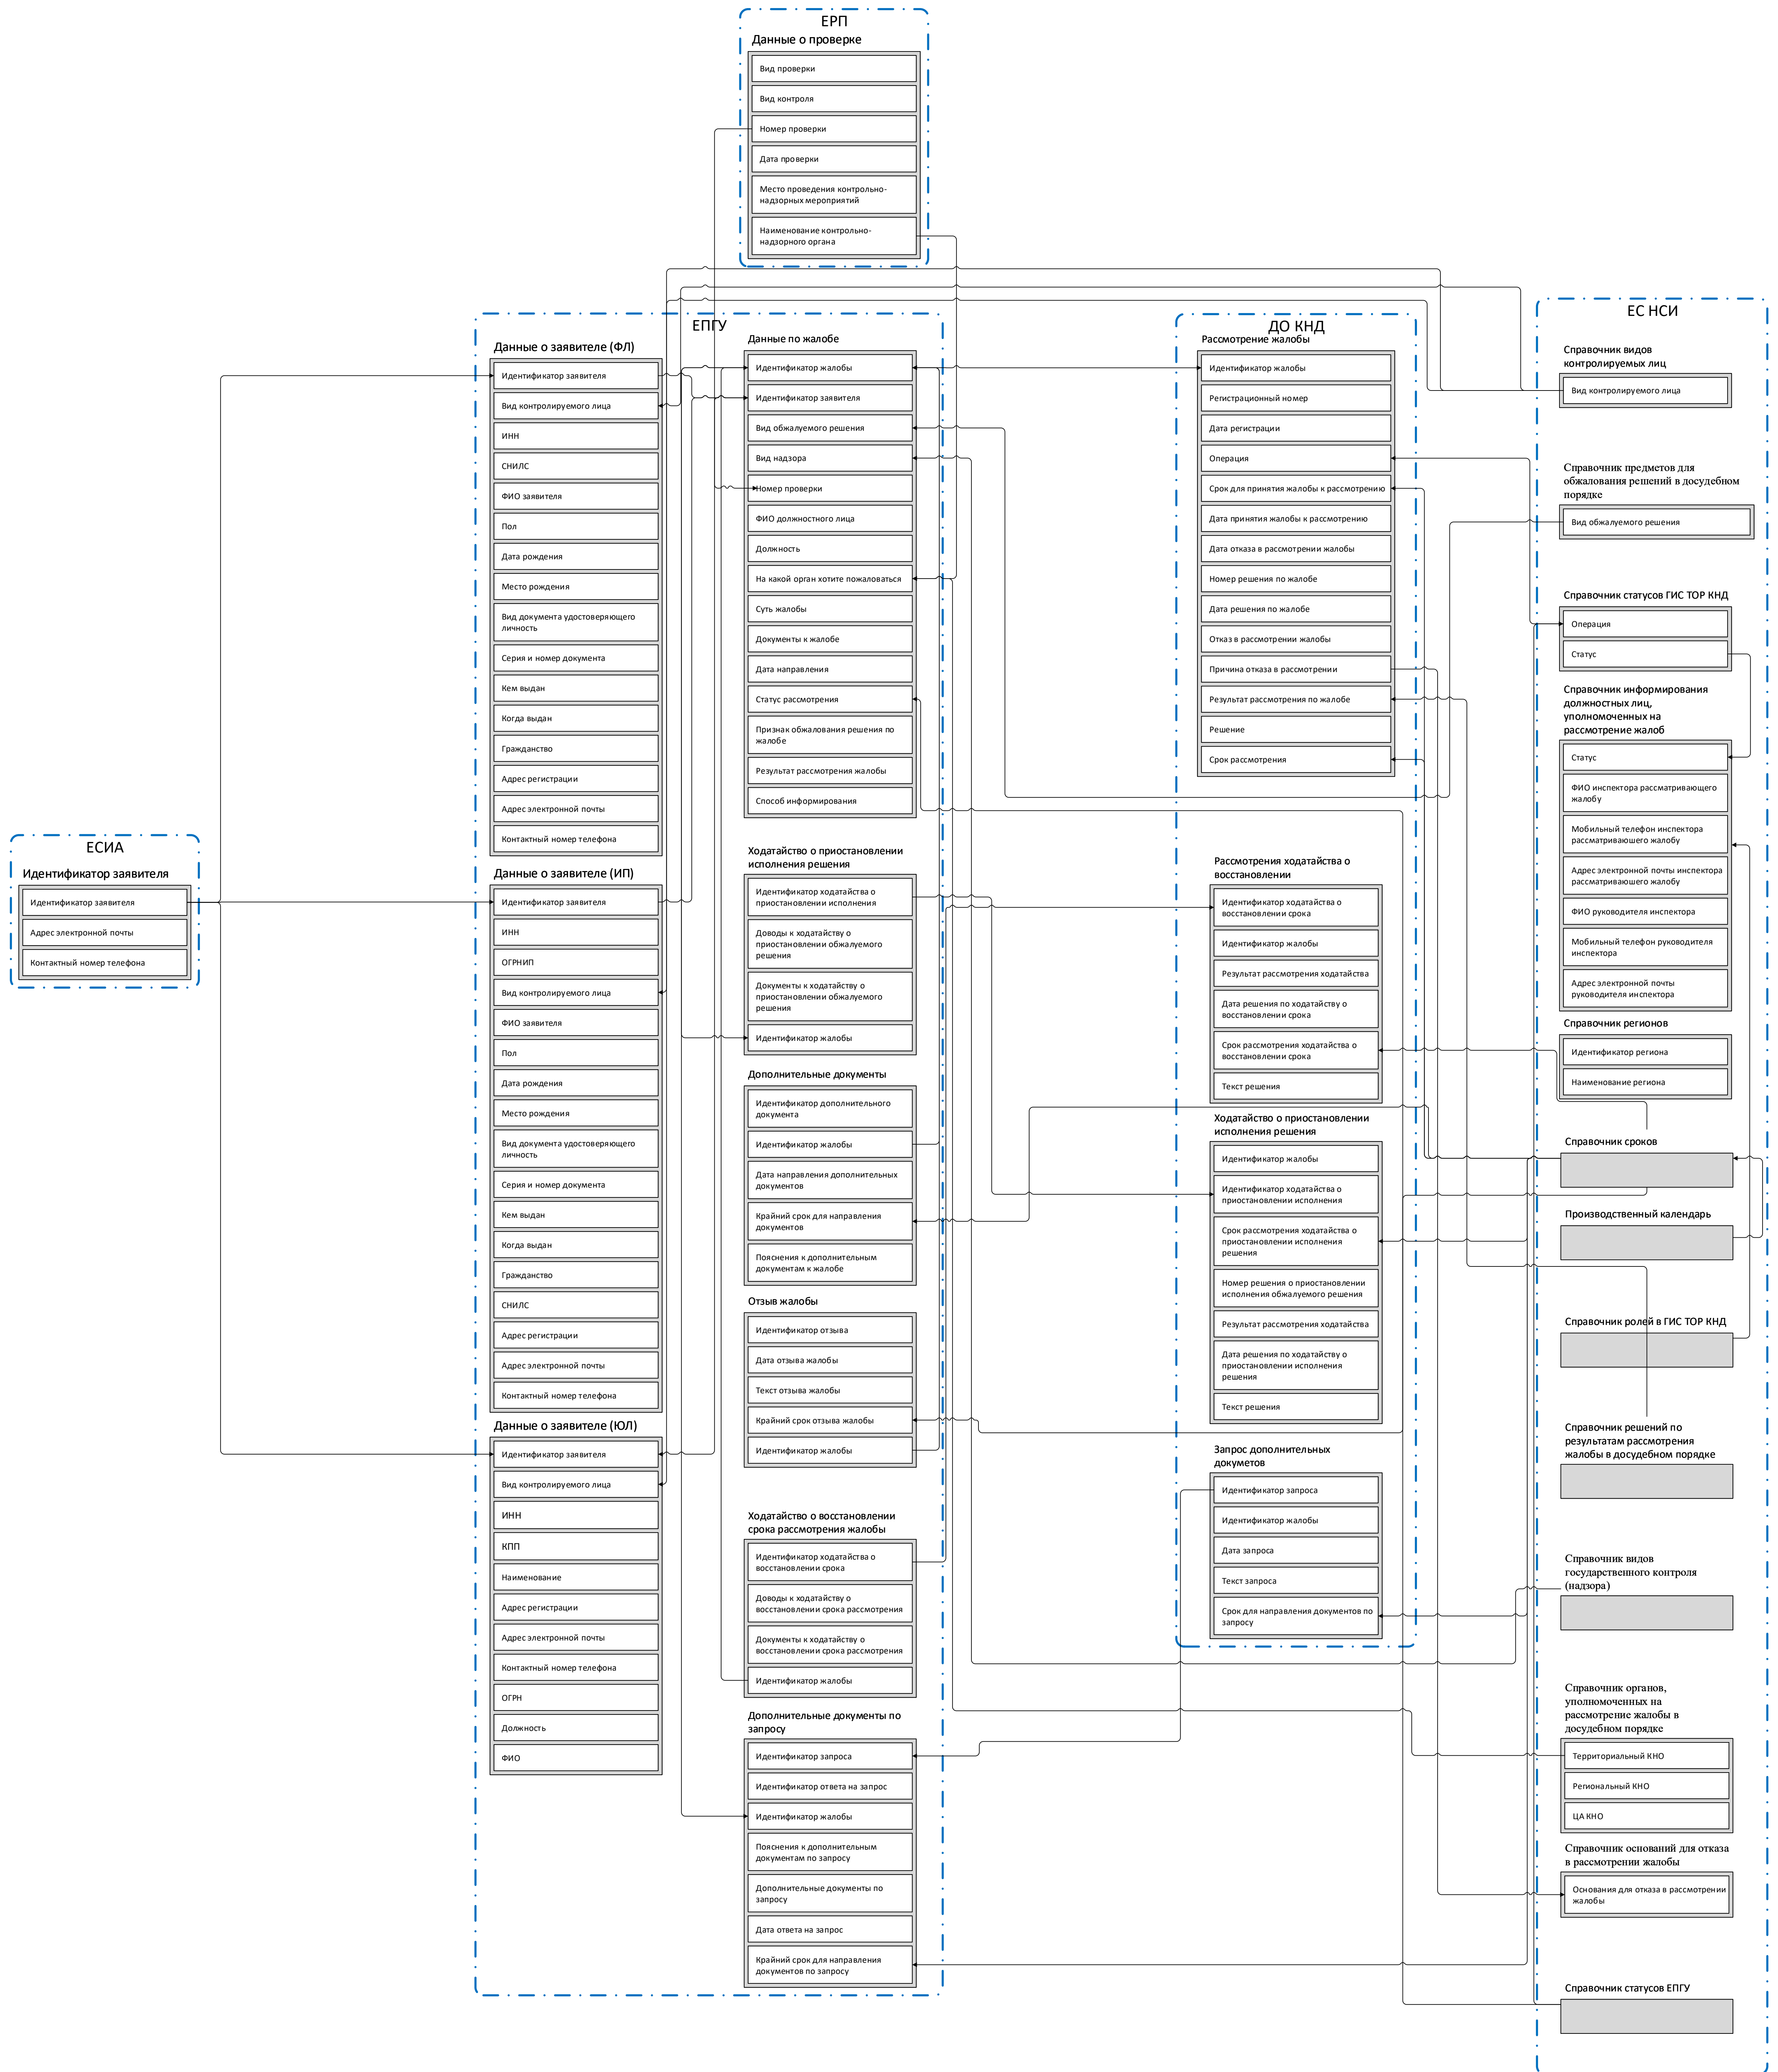 ЕРП
Данные о проверке
Вид проверки
Вид контроля
Номер проверки
Дата проверки
Место проведения контрольно-
надзорных мероприятий
Наименование контрольно-
надзорного органа
ЕСИА
Идентификатор заявителя
Идентификатор заявителя
Адрес электронной почты
Контактный номер телефона
ЕПГУ
Данные о заявителе (ФЛ)
Идентификатор заявителя
Вид контролируемого лица
ИНН
СНИЛС
ФИО заявителя
Пол
Дата рождения
Место рождения
Вид документа удостоверяющего
личность
Серия и номер документа
Кем выдан
Когда выдан
Гражданство
Адрес регистрации
Адрес электронной почты
Контактный номер телефона
Данные о заявителе (ИП)
Идентификатор заявителя
ИНН
ОГРНИП
Вид контролируемого лица
ФИО заявителя
Пол
Дата рождения
Место рождения
Вид документа удостоверяющего
личность
Серия и номер документа
Кем выдан
Когда выдан
Гражданство
СНИЛС
Адрес регистрации
Адрес электронной почты
Контактный номер телефона
Данные о заявителе (ЮЛ)
Идентификатор заявителя
Вид контролируемого лица
ИНН
КПП
Наименование
Адрес регистрации
Адрес электронной почты
Контактный номер телефона
ОГРН
Должность
ФИО
Данные по жалобе
Идентификатор жалобы
Идентификатор заявителя
Вид обжалуемого решения
Вид надзора
Номер проверки
ФИО должностного лица
Должность
На какой орган хотите пожаловаться
Суть жалобы
Документы к жалобе
Дата направления
Статус рассмотрения
Признак обжалования решения по
жалобе
Результат рассмотрения жалобы
Способ информирования
Ходатайство о приостановлении
исполнения решения
Идентификатор ходатайства о
приостановлении исполнения
Доводы к ходатайству о
приостановлении обжалуемого
решения
Документы к ходатайству о
приостановлении обжалуемого
решения
Идентификатор жалобы
Дополнительные документы
Идентификатор дополнительного
документа
Идентификатор жалобы
Дата направления дополнительных
документов
Крайний срок для направления
документов
Пояснения к дополнительным
документам к жалобе
Отзыв жалобы
Идентификатор отзыва
Дата отзыва жалобы
Текст отзыва жалобы
Крайний срок отзыва жалобы
Идентификатор жалобы
Ходатайство о восстановлении
срока рассмотрения жалобы
Идентификатор ходатайства о
восстановлении срока
Доводы к ходатайству о
восстановлении срока рассмотрения
Документы к ходатайству о
восстановлении срока рассмотрения
Идентификатор жалобы
Дополнительные документы по
запросу
Идентификатор запроса
Идентификатор ответа на запрос
Идентификатор жалобы
Пояснения к дополнительным
документам по запросу
Дополнительные документы по
запросу
Дата ответа на запрос
Крайний срок для направления
документов по запросу
ДО КНД
Рассмотрение жалобы
Идентификатор жалобы
Регистрационный номер
Дата регистрации
Операция
Срок для принятия жалобы к рассмотрению
Дата принятия жалобы к рассмотрению
Дата отказа в рассмотрении жалобы
Номер решения по жалобе
Дата решения по жалобе
Отказ в рассмотрении жалобы
Причина отказа в рассмотрении
Результат рассмотрения по жалобе
Решение
Срок рассмотрения
Рассмотрения ходатайства о
восстановлении
Идентификатор ходатайства о
восстановлении срока
Идентификатор жалобы
Результат рассмотрения ходатайства
Дата решения по ходатайству о
восстановлении срока
Срок рассмотрения ходатайства о
восстановлении срока
Текст решения
Ходатайство о приостановлении
исполнения решения
Идентификатор жалобы
Идентификатор ходатайства о
приостановлении исполнения
Срок рассмотрения ходатайства о
приостановлении исполнения
решения
Номер решения о приостановлении
исполнения обжалуемого решения
Результат рассмотрения ходатайства
Дата решения по ходатайству о
приостановлении исполнения
решения
Текст решения
Запрос дополнительных
докуметов
Идентификатор запроса
Идентификатор жалобы
Дата запроса
Текст запроса
Срок для направления документов по
запросу
ЕС НСИ
Справочник видов
контролируемых лиц
Вид контролируемого лица
Справочник предметов для
обжалования решений в досудебном
порядке
Вид обжалуемого решения
Справочник статусов ГИС ТОР КНД
Операция
Статус
Справочник информирования
должностных лиц,
уполномоченных на
рассмотрение жалоб
Статус
ФИО инспектора рассматривающего
жалобу
Мобильный телефон инспектора
рассматриваюшего жалобу
Адрес электронной почты инспектора
рассматриваюшего жалобу
ФИО руководителя инспектора
Мобильный телефон руководителя
инспектора
Адрес электронной почты
руководителя инспектора
Справочник регионов
Идентификатор региона
Наименование региона
Справочник сроков
Производственный календарь
Справочник ролей в ГИС ТОР КНД
Справочник решений по
результатам рассмотрения
жалобы в досудебном порядке
Справочник видов
государственного контроля
(надзора)
Справочник органов,
уполномоченных на
рассмотрение жалобы в
досудебном порядке
Территориальный КНО
Региональный КНО
ЦА КНО
Справочник оснований для отказа
в рассмотрении жалобы
Основания для отказа в рассмотрении
жалобы
Справочник статусов ЕПГУ